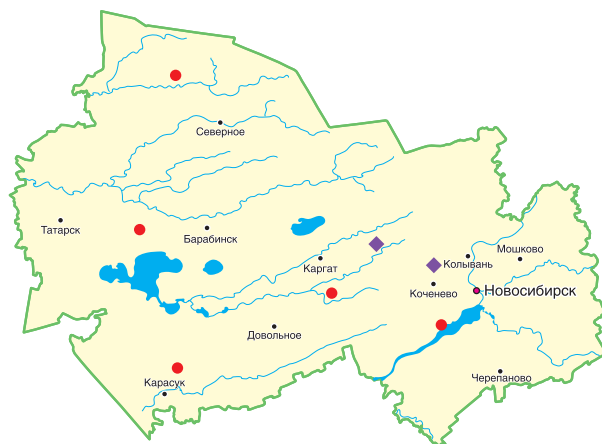 Северное
Татарск
Барабинск
Мошково
Колывань
Каргат
Коченево
Новосибирск
Довольное
Черепаново
Карасук